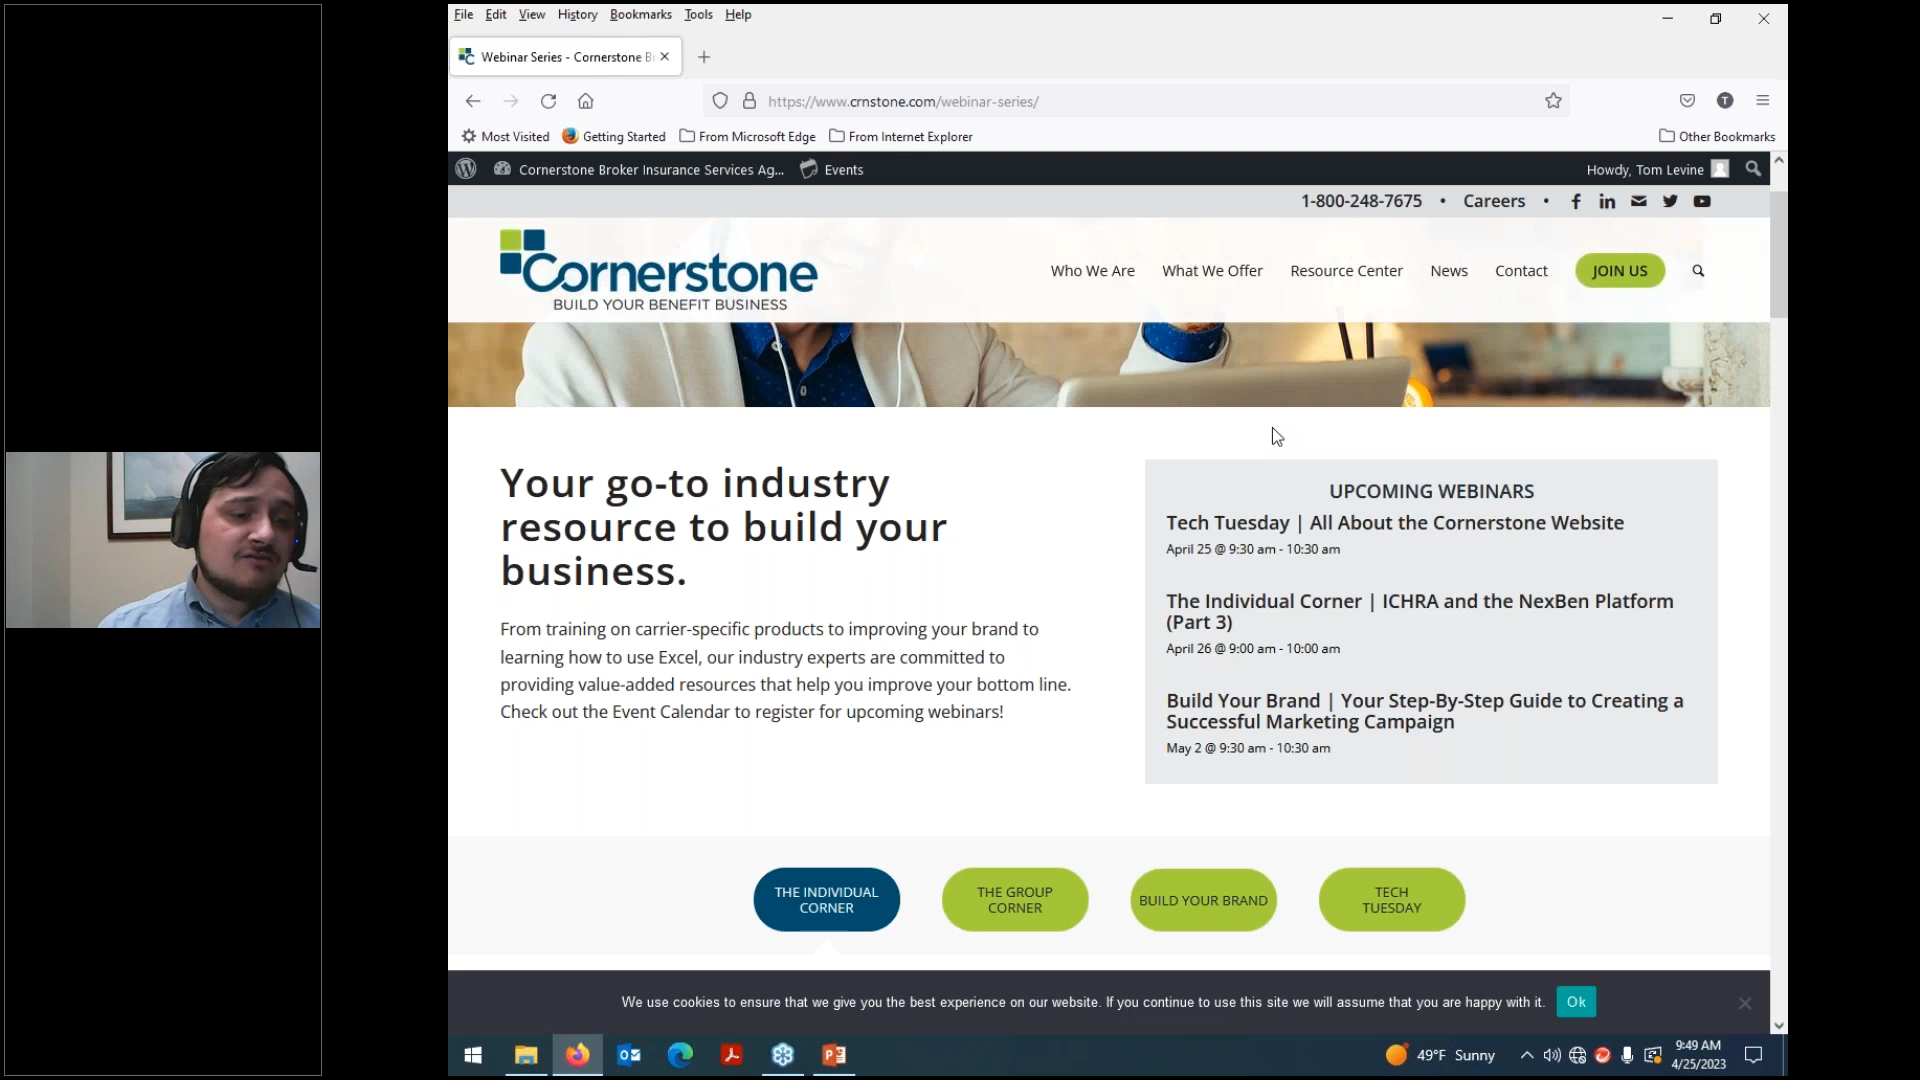 File Edit View History Bookmarks Tools Help
Webinar Series - Cornerstone B
https://www.crnstone.com/webinar-series/
T
Most Visited Getting Started From Microsoft Edge From Internet Explorer Other Bookmarks
Cornerstone Broker Insurance Services Ag... Events Howdy, Tom Levine
1-800-248-7675 • Careers •
Cornerstone
BUILD YOUR BENEFIT BUSINESS
Who We Are What We Offer Resource Center News Contact JOIN US
Your go-to industry
resource to build your
business.
From training on carrier-specific products to improving your brand to
learning how to use Excel, our industry experts are committed to
providing value-added resources that help you improve your bottom line.
Check out the Event Calendar to register for upcoming webinars!
UPCOMING WEBINARS
Tech Tuesday | All About the Cornerstone Website
April 25 @ 9:30 am - 10:30 am
The Individual Corner | ICHRA and the NexBen Platform
(Part 3)
April 26 @ 9:00 am - 10:00 am
Build Your Brand | Your Step-By-Step Guide to Creating a
Successful Marketing Campaign
May 2 @ 9:30 am - 10:30 am
THE INDIVIDUAL
CORNER
THE GROUP
CORNER
BUILD YOUR BRAND
TECH
TUESDAY
We use cookies to ensure that we give you the best experience on our website. If you continue to use this site we will assume that you are happy with it. Ok
49°F Sunny
9:49 AM
4/25/2023